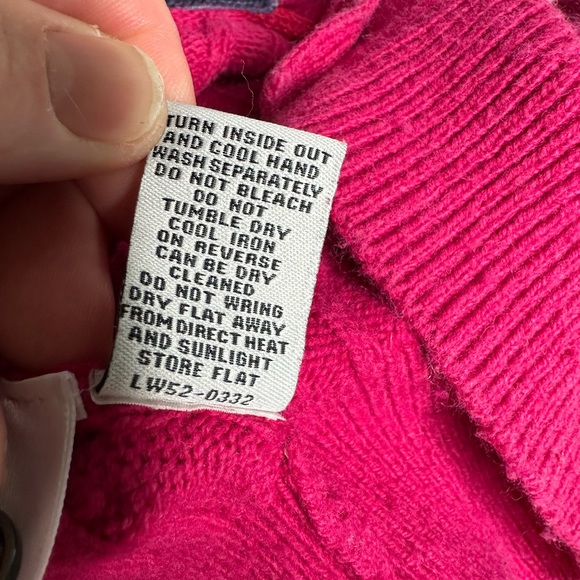 TURN INSIDE OUT
AND COOL HAND
WASH SEPARATELY
DO NOT BLEACH
DO NOT
TUMBLE DRY
COOL IRON
ON REVERSE
CAN BE DRY
CLEANED
DO NOT WRING
DRY FLAT AWAY
FROM DIRECT HEAT
AND SUNLIGHT
STORE FLAT
LW52-0332